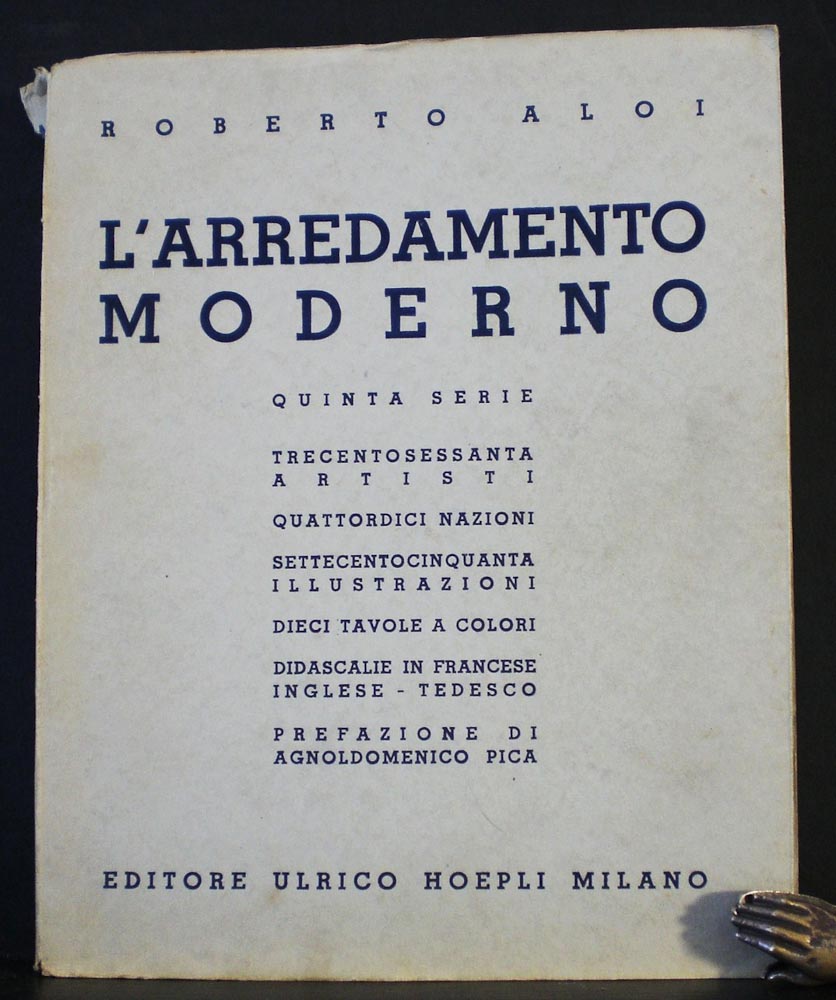 ROBERTO ALOI
L'ARREDAMENTO
MODERNO
QUINTA SERIE
TRECENTOSESSANTA
ARTISTI
QUATTORDICI NAZIONI
SETTECENTOCINQUANTA
ILLUSTRAZIONI
DIECI TAVOLE A COLORI
DIDASCALIE IN FRANCESE
INGLESE - TEDESCO
PREFAZIONE DI
AGNOLDOMENICO PICA
EDITORE ULRICO HOEPLI MILANO